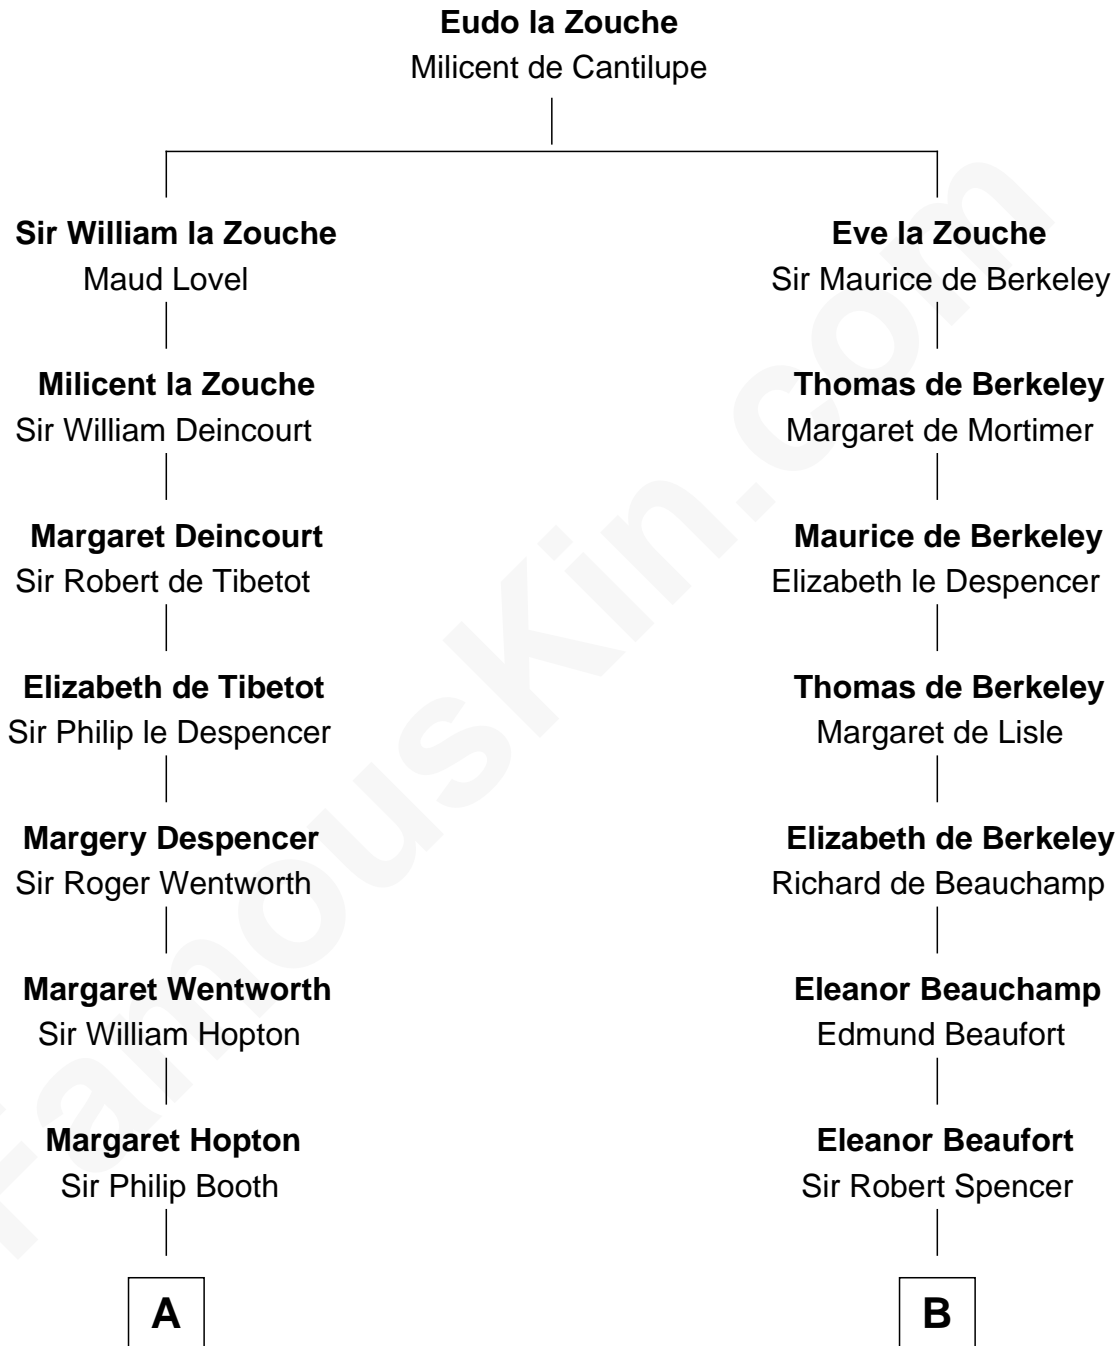 Eudo la Zouche
Milicent de Cantilupe
Sir William la Zouche
Maud Lovel
Milicent la Zouche
Sir William Deincourt
Margaret Deincourt
Sir Robert de Tibetot
Elizabeth de Tibetot
Sir Philip le Despencer
Margery Despencer
Sir Roger Wentworth
Margaret Wentworth
Sir William Hopton
Margaret Hopton
Sir Philip Booth
A
Eve la Zouche
Sir Maurice de Berkeley
Thomas de Berkeley
Margaret de Mortimer
Maurice de Berkeley
Elizabeth le Despencer
Thomas de Berkeley
Margaret de Lisle
Elizabeth de Berkeley
Richard de Beauchamp
Eleanor Beauchamp
Edmund Beaufort
Eleanor Beaufort
Sir Robert Spencer
B
FamousKin.com